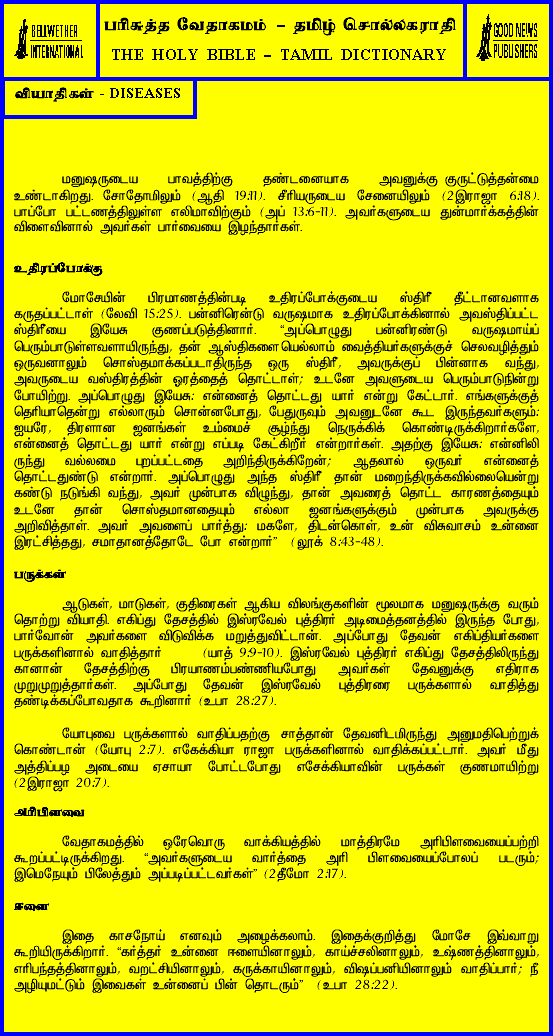 BELLWETHER
INTERNATIONAL
பரிசுத்த வேதாகமம் - தமிழ் சொல்லகராதி
THE HOLY BIBLE – TAMIL DICTIONARY
GOOD NEWS
PUBLISHERS
வியாதிகள் - DISEASES
மனுஷருடைய பாவத்திற்கு தண்டனையாக அவனுக்கு குருட்டுத்தன்மை
உண்டாகிறது. சோதோமிலும் (ஆதி 19:11). சீரியருடைய சேனையிலும் (2இராஜா 6:18).
பாப்போ பட்டணத்திலுள்ள எலிமாவிற்கும் (அப் 13:6-11). அவர்களுடைய துன்மார்க்கத்தின்
விளைவினால் அவர்கள் பார்வையை இழந்தார்கள்.
உதிரப்போக்கு
மோசேயின் பிரமாணத்தின்படி உதிரப்போக்குடைய ஸ்திரீ தீட்டானவளாக
கருதப்பட்டாள் (லேவி 15:25). பன்னிரென்டு வருஷமாக உதிரப்போக்கினால் அவஸ்திப்பட்ட
ஸ்திரீயை இயேசு குணப்படுத்தினார். “அப்பொழுது பன்னிரண்டு வருஷமாய்ப்
பெரும்பாடுள்ளவளாயிருந்து, தன் ஆஸ்திகளையெல்லாம் வைத்தியர்களுக்குச் செலவழித்தும்
ஒருவனாலும் சொஸ்தமாக்கப்படாதிருந்த ஒரு ஸ்திரீ, அவருக்குப் பின்னாக வந்து,
அவருடைய வஸ்திரத்தின் ஓரத்தைத் தொட்டாள்; உடனே அவளுடைய பெரும்பாடுநின்று
போயிற்று. அப்பொழுது இயேசு: என்னைத் தொட்டது யார் என்று கேட்டார். எங்களுக்குத்
தெரியாதென்று எல்லாரும் சொன்னபோது, பேதுருவும் அவனுடனே கூட இருந்தவர்களும்:
ஐயரே, திரளான ஜனங்கள் உம்மைச் சூழ்ந்து நெருக்கிக் கொண்டிருக்கிறார்களே,
என்னைத் தொட்டது யார் என்று எப்படி கேட்கிறீர் என்றார்கள். அதற்கு இயேசு: என்னிலி
ருந்து வல்லமை புறப்பட்டதை அறிந்திருக்கிறேன்; ஆதலால் ஒருவர் என்னைத்
தொட்டதுண்டு என்றார். அப்பொழுது அந்த ஸ்திரீ தான் மறைந்திருக்கவில்லையென்று
கண்டு நடுங்கி வந்து, அவர் முன்பாக விழுந்து, தான் அவரைத் தொட்ட காரணத்தையும்
உடனே தான் சொஸ்தமானதையும் எல்லா ஜனங்களுக்கும் முன்பாக அவருக்கு
அறிவித்தாள். அவர் அவளைப் பார்த்து: மகளே, திடன்கொள், உன் விசுவாசம் உன்னை
இரட்சித்தது, சமாதானத்தோடே போ என்றார்” (லூக் 8:43-48).
பருக்கள்
ஆடுகள், மாடுகள், குதிரைகள் ஆகிய விலங்குகளின் மூலமாக மனுஷருக்கு வரும்
தொற்று வியாதி. எகிப்து தேசத்தில் இஸ்ரவேல் புத்திரர் அடிமைத்தனத்தில் இருந்த போது,
பார்வோன் அவர்களை விடுவிக்க மறுத்துவிட்டான். அப்போது தேவன் எகிப்தியர்களை
பருக்களினால் வாதித்தார் (யாத் 9:9-10). இஸ்ரவேல் புத்திரர் எகிப்து தேசத்திலிருந்து
கானான் தேசத்திற்கு பிரயாணம்பண்ணியபோது அவர்கள் தேவனுக்கு எதிராக
முறுமுறுத்தார்கள். அப்போது தேவன் இஸ்ரவேல் புத்திரரை பருக்களால் வாதித்து
தண்டிக்கப்போவதாக கூறினார் (உபா 28:27).
யோபுவை பருக்களால் வாதிப்பதற்கு சாத்தான் தேவனிடமிருந்து அனுமதிபெற்றுக்
கொண்டான் (யோபு 2:7). எகேக்கியா ராஜா பருக்களினால் வாதிக்கப்பட்டார். அவர் மீது
அத்திப்பழ அடையை ஏசாயா போட்டபோது எசேக்கியாவின் பருக்கள் குணமாயிற்று
(2இராஜா 20:7).
அரிபிளவை
வேதாகமத்தில் ஒரேவொரு வாக்கியத்தில் மாத்திரமே அரிபிளவையைப்பற்றி
கூறப்பட்டிருக்கிறது. “அவர்களுடைய வார்த்தை அரி பிளவையைப்போலப் படரும்;
இமெநேயும் பிலேத்தும் அப்படிப்பட்டவர்கள்” (2தீமோ 2:17).
ஈளை
இதை காசநோய் எனவும் அழைக்கலாம். இதைக்குறித்து மோசே இவ்வாறு
கூறியிருக்கிறார். “கர்த்தர் உன்னை ஈளையினாலும், காய்ச்சலினாலும், உஷ்ணத்தினாலும்,
எரிபந்தத்தினாலும், வறட்சியினாலும், கருக்காயினாலும், விஷப்பனியினாலும் வாதிப்பார்; நீ
அழியுமட்டும் இவைகள் உன்னைப் பின் தொடரும்” (உபா 28:22).